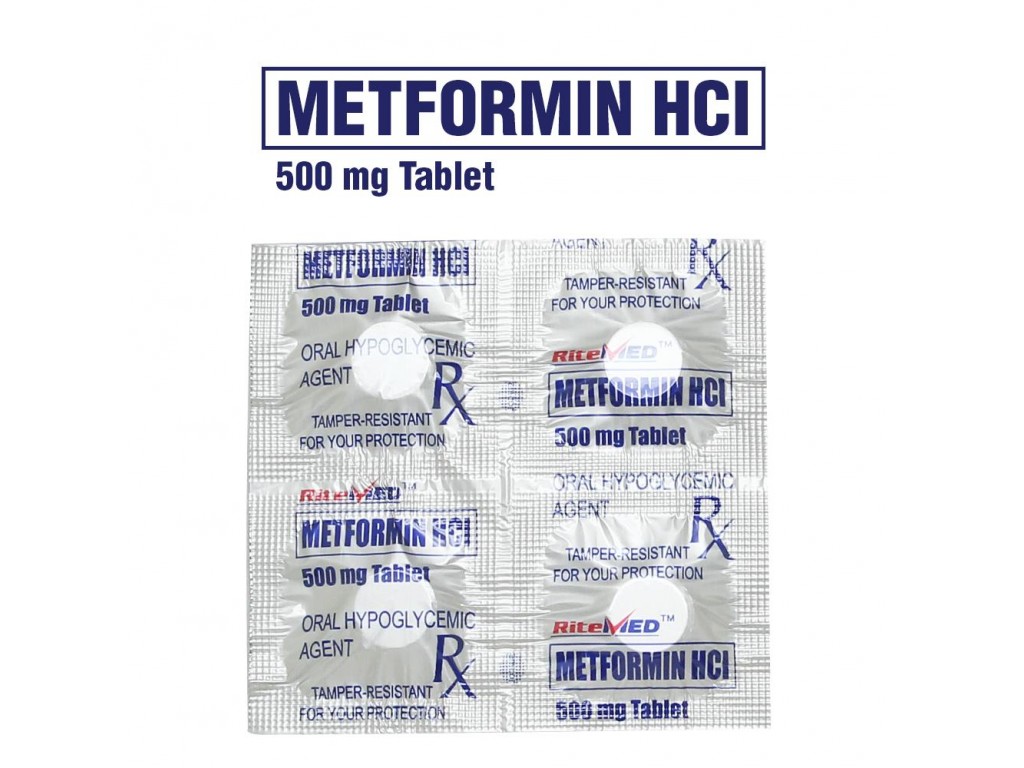 METFORMIN HCl
500 mg Tablet
METFORMIN HCl
500 mg Tablet
ORAL HYPOGLYCEMIC
AGENT
Rx
TAMPER-RESISTANT
FOR YOUR PROTECTION
RiteMED™
METFORMIN HCl
500 mg Tablet
ORAL HYPOGLYCEMIC
AGENT
Rx
TAMPER-RESISTANT
FOR YOUR PROTECTION
AGENT
Rx
TAMPER-RESISTANT
FOR YOUR PROTECTION
RiteMED™
METFORMIN HCl
500 mg Tablet
ORAL HYPOGLYCEMIC
AGENT
Rx
TAMPER-RESISTANT
FOR YOUR PROTECTION
RiteMED™
METFORMIN HCl
500 mg Tablet